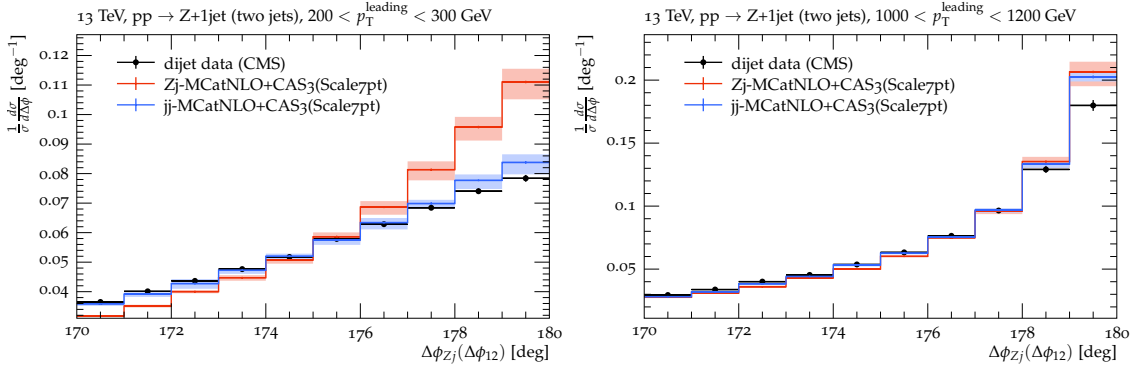 13 TeV, pp → Z+1jet (two jets), 200 < p_T^leading < 300 GeV
1/σ dσ/dΔϕ [deg⁻¹]
0.12
0.11
0.1
0.09
0.08
0.07
0.06
0.05
0.04
dijet data (CMS)
Zj-MCatNLO+CAS3(Scale7pt)
jj-MCatNLO+CAS3(Scale7pt)
170 172 174 176 178 180
Δϕ_Zj(Δϕ_12) [deg]
13 TeV, pp → Z+1jet (two jets), 1000 < p_T^leading < 1200 GeV
1/σ dσ/dΔϕ [deg⁻¹]
0.2
0.15
0.1
0.05
dijet data (CMS)
Zj-MCatNLO+CAS3(Scale7pt)
jj-MCatNLO+CAS3(Scale7pt)
170 172 174 176 178 180
Δϕ_Zj(Δϕ_12) [deg]